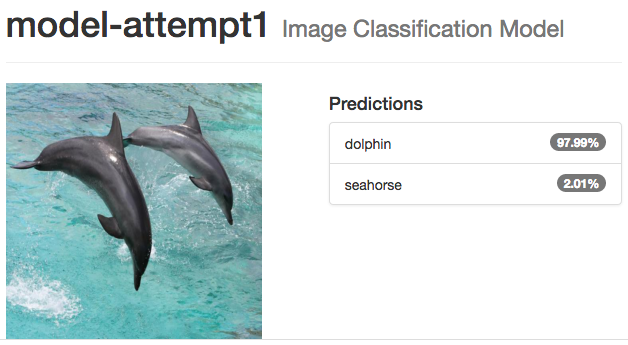 model-attempt1 Image Classification Model
Predictions
dolphin 97.99%
seahorse 2.01%